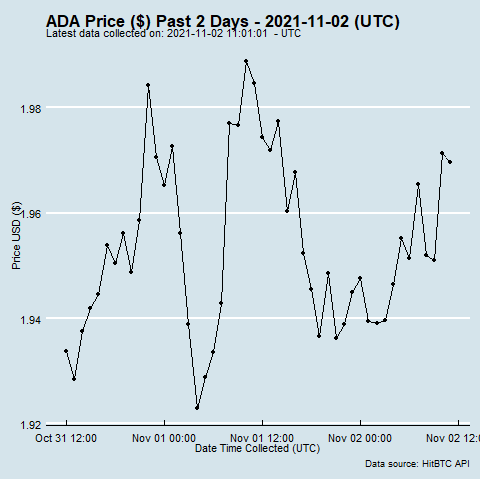 ADA Price ($) Past 2 Days - 2021-11-02 (UTC)
Latest data collected on: 2021-11-02 11:01:01 - UTC
1.98
1.96
1.94
1.92
Price USD ($)
Oct 31 12:00 Nov 01 00:00 Nov 01 12:00 Nov 02 00:00 Nov 02 12:
Date Time Collected (UTC)
Data source: HitBTC API